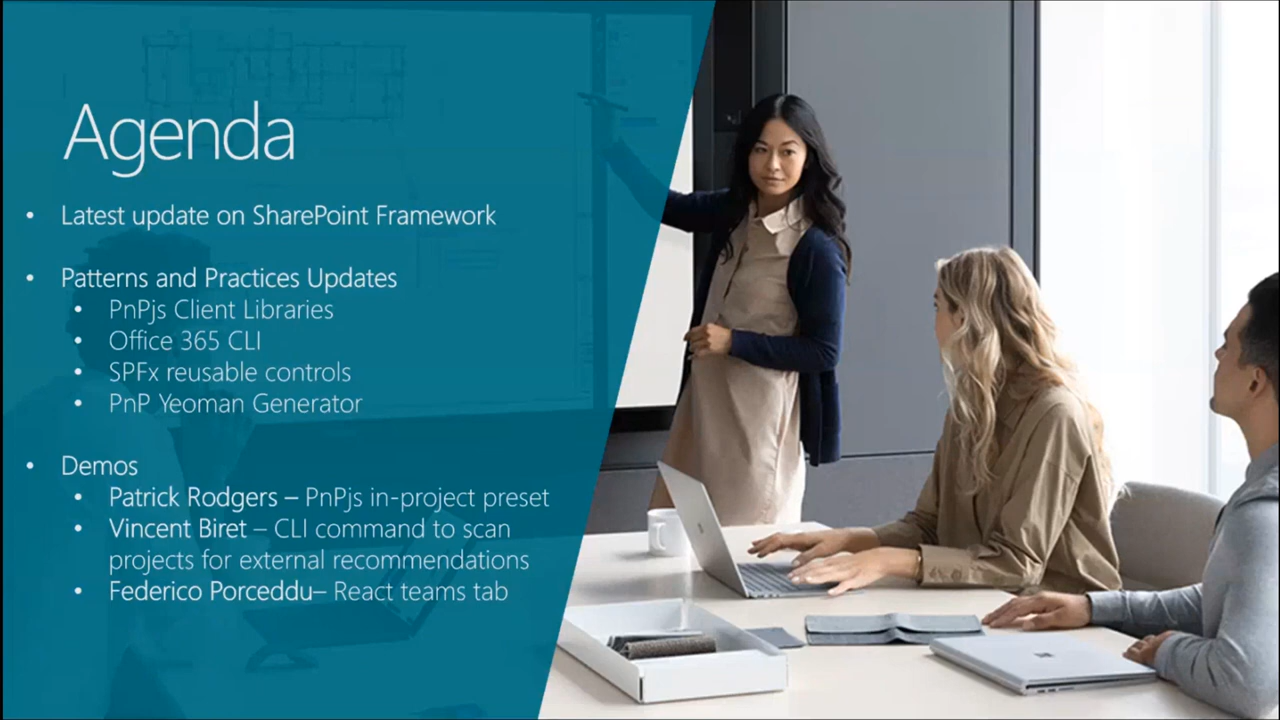 Agenda
• Latest update on SharePoint Framework
• Patterns and Practices Updates
• PnPjs Client Libraries
• Office 365 CLI
• SPFx reusable controls
• PnP Yeoman Generator
• Demos
• Patrick Rodgers – PnPjs in-project preset
• Vincent Biret – CLI command to scan
projects for external recommendations
• Federico Porceddu– React teams tab